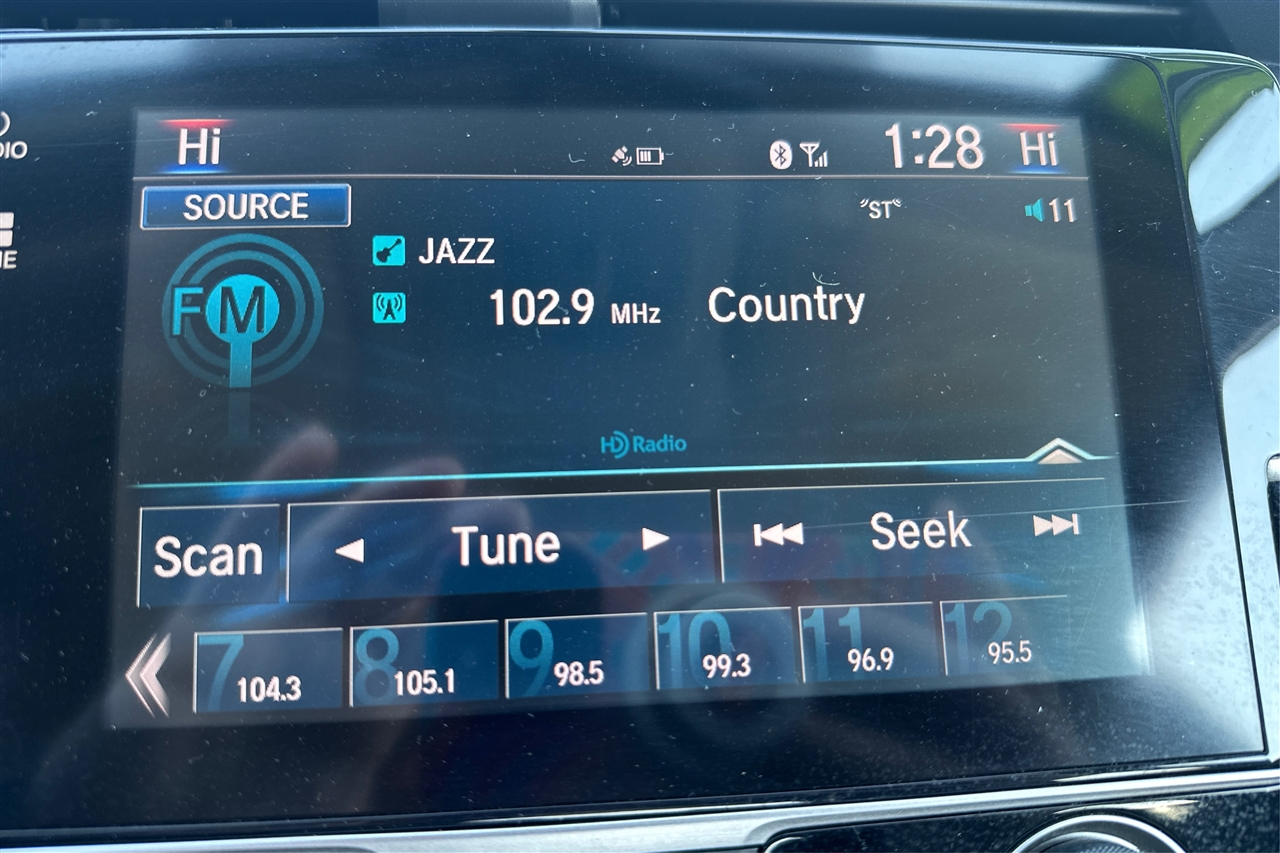 Hi 1:28 Hi
SOURCE "ST" 11
JAZZ
FM 102.9 MHz Country
HD Radio
Scan Tune Seek
7 8 9 10 11 12
104.3 105.1 98.5 99.3 96.9 95.5